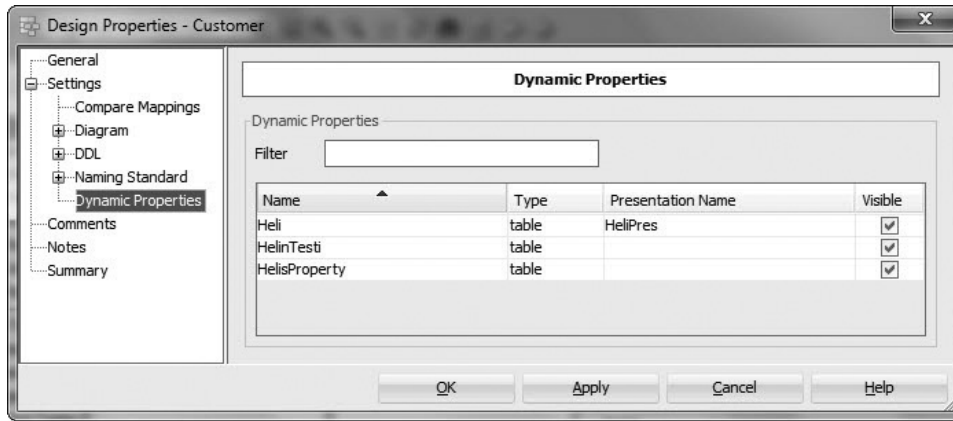 Design Properties - Customer
x
General
Settings
Compare Mappings
Diagram
DDL
Naming Standard
Dynamic Properties
Comments
Notes
Summary
Dynamic Properties
Dynamic Properties
Filter
Name Type Presentation Name Visible
Heli table HeliPres
HelinTesti table
HelisProperty table
OK Apply Cancel Help